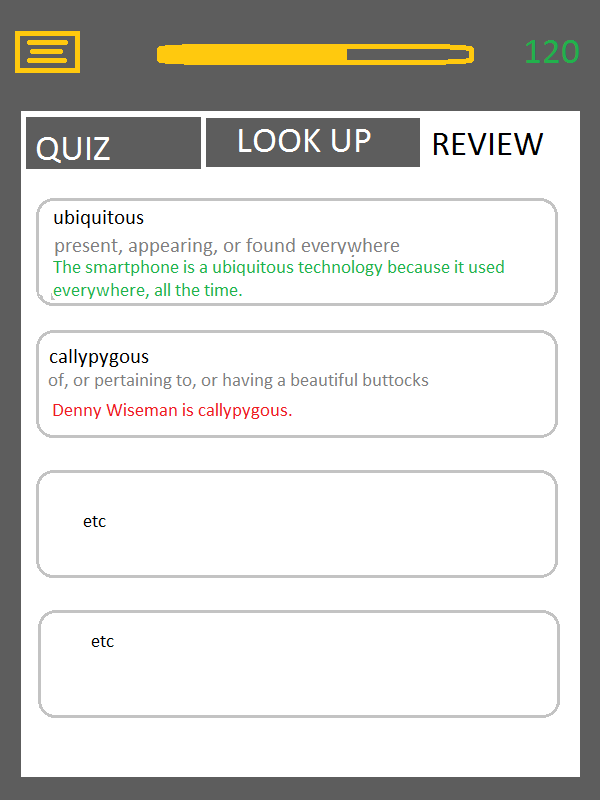 120
QUIZ
LOOK UP
REVIEW
ubiquitous
present, appearing, or found everywhere
The smartphone is a ubiquitous technology because it used
everywhere, all the time.
callypygous
of, or pertaining to, or having a beautiful buttocks
Denny Wiseman is callypygous.
etc
etc